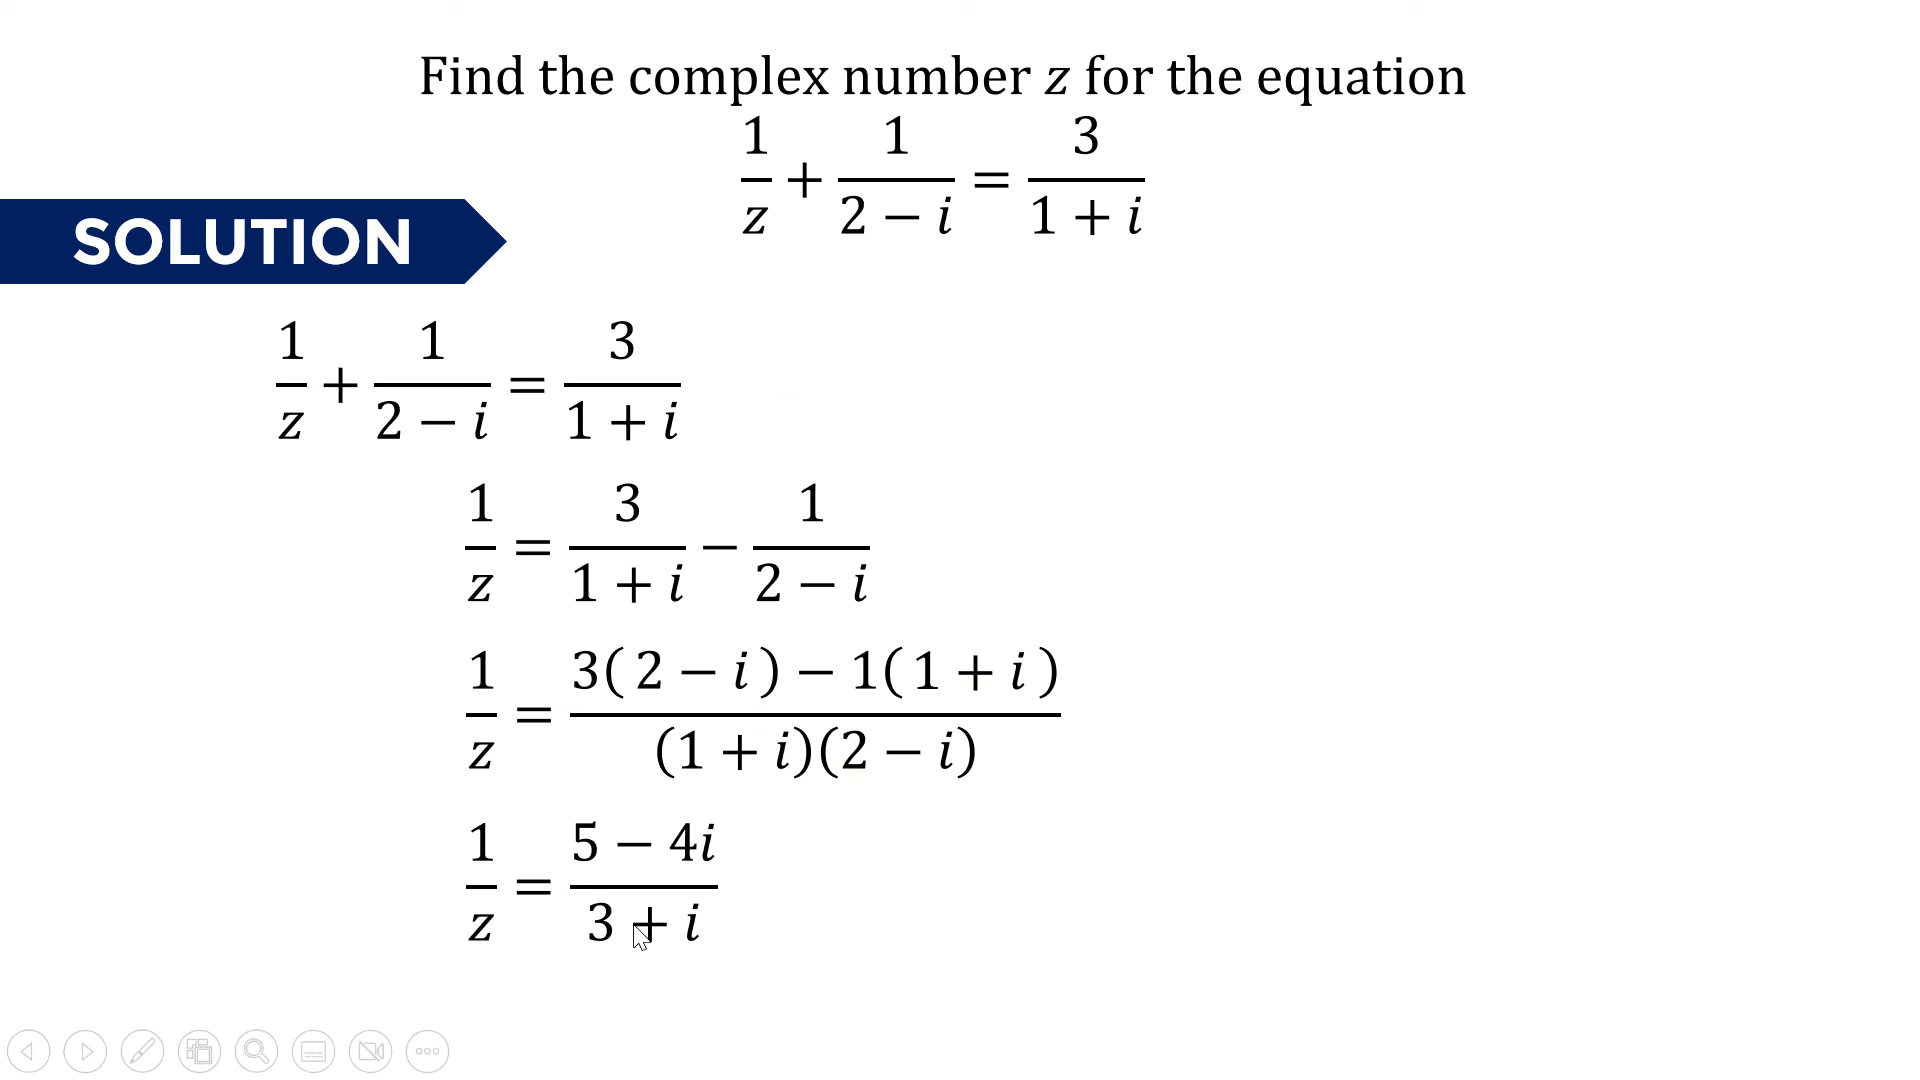 Find the complex number z for the equation
1/z + 1/(2 − i) = 3/(1 + i)
SOLUTION
1/z + 1/(2 − i) = 3/(1 + i)
1/z = 3/(1 + i) − 1/(2 − i)
1/z = (3(2 − i) − 1(1 + i))/((1 + i)(2 − i))
1/z = (5 − 4i)/(3 + i)